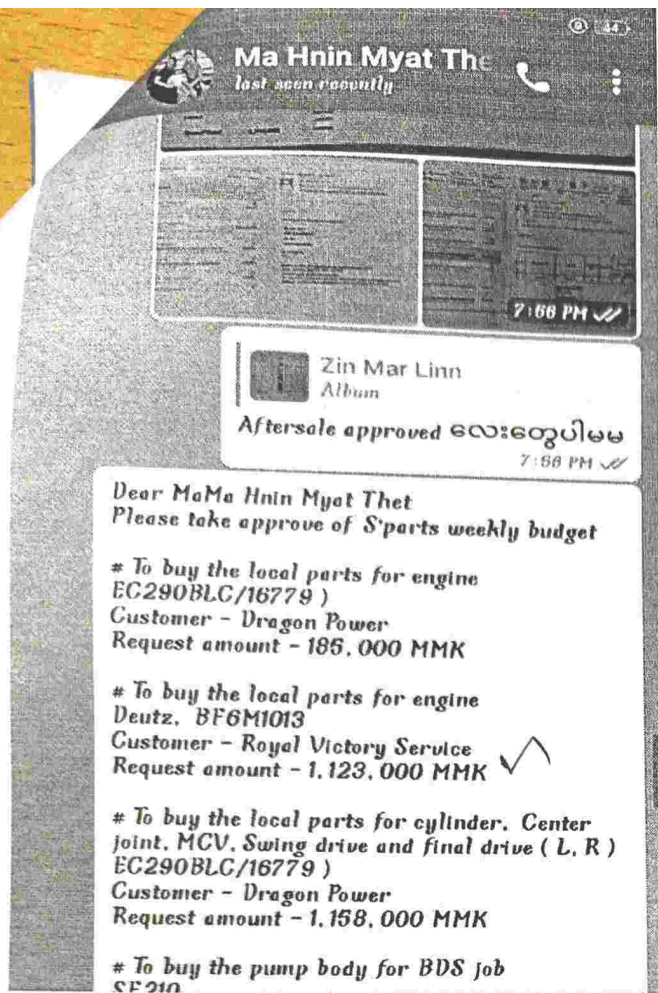 44
Ma Hnin Myat The
last seen recently
7:56 PM
Zin Mar Linn
Album
Aftersale approved လေးတွေပါမမ
7:56 PM
Dear MaMa Hnin Myat Thet
Please take approve of S'parts weekly budget
# To buy the local parts for engine
EC290BLC/16779 )
Customer - Dragon Power
Request amount - 185,000 MMK
# To buy the local parts for engine
Deutz, BF6M1013
Customer - Royal Victory Service
Request amount - 1,123,000 MMK
# To buy the local parts for cylinder, Center
joint, MCV, Swing drive and final drive ( L, R )
EC290BLC/16779 )
Customer - Dragon Power
Request amount - 1,158,000 MMK
# To buy the pump body for BDS job